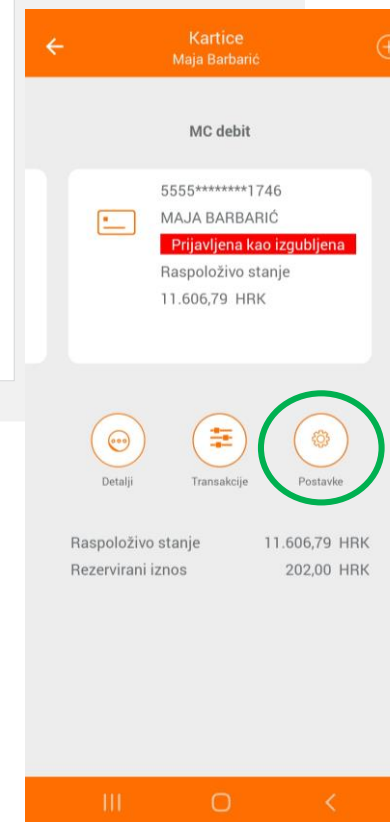 Kartice
Maja Barbarić
MC debit
5555********1746
MAJA BARBARIĆ
Prijavljena kao izgubljena
Raspoloživo stanje
11.606,79 HRK
Detalji Transakcije Postavke
Raspoloživo stanje 11.606,79 HRK
Rezervirani iznos 202,00 HRK